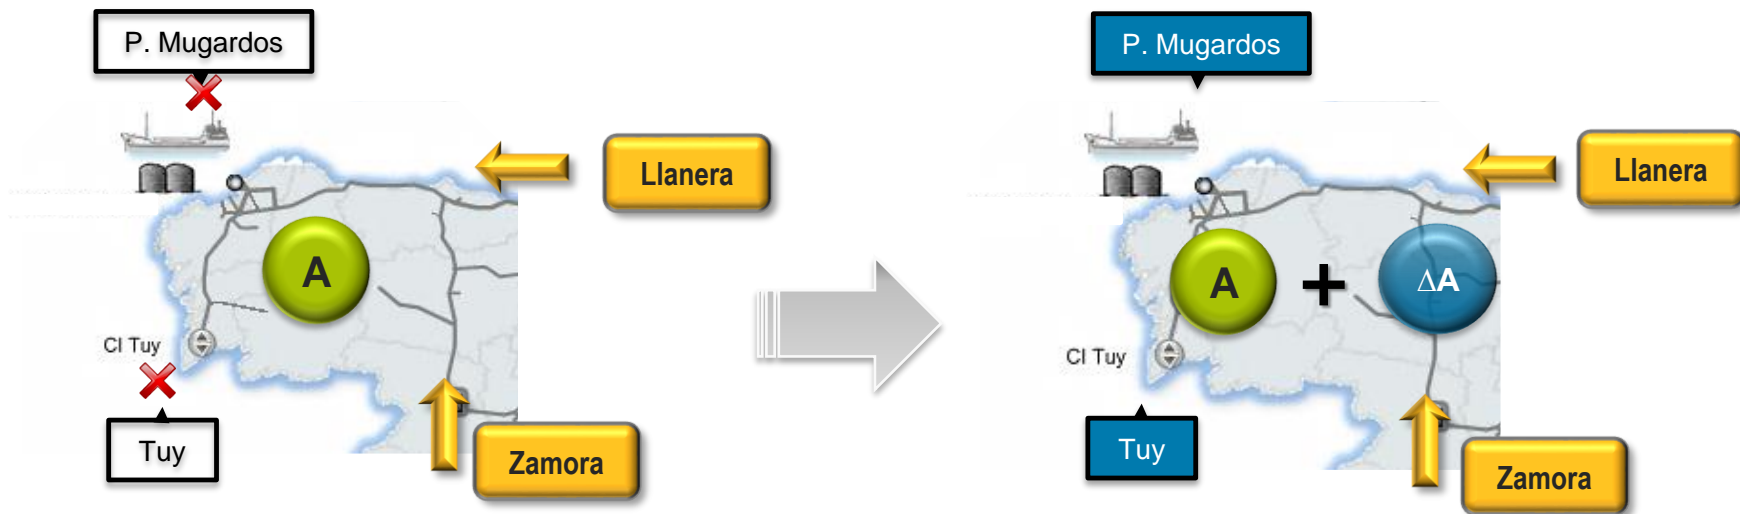 P. Mugardos
Llanera
A
CI Tuy
Tuy
Zamora
P. Mugardos
Llanera
A + ΔA
CI Tuy
Tuy
Zamora